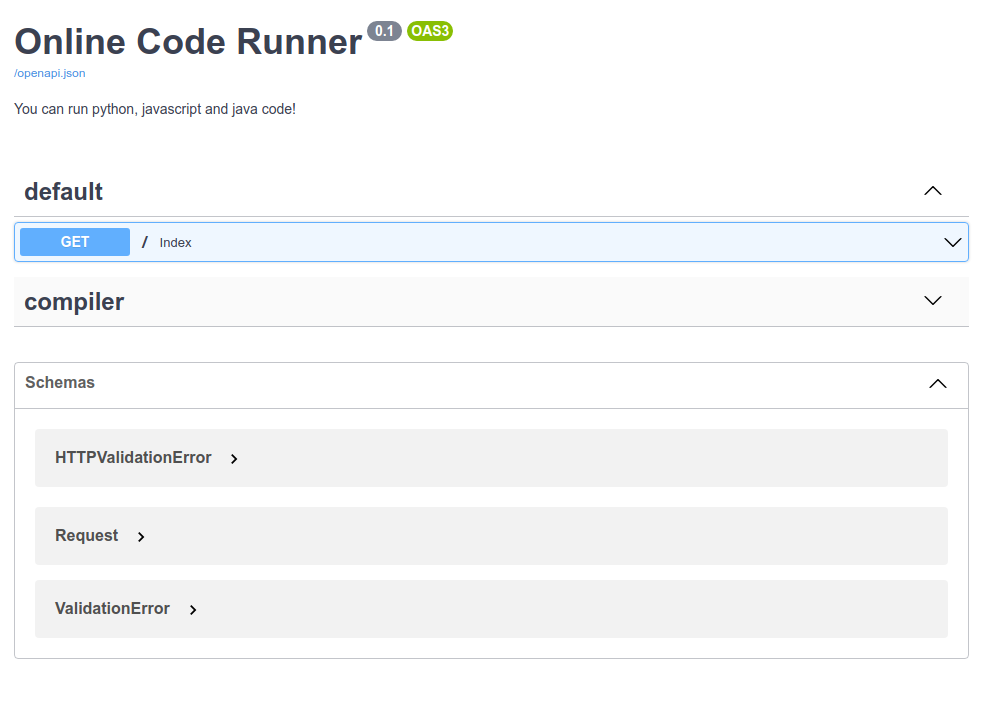 Online Code Runner 0.1 OAS3
/openapi.json
You can run python, javascript and java code!
default
GET / Index
compiler
Schemas
HTTPValidationError
Request
ValidationError